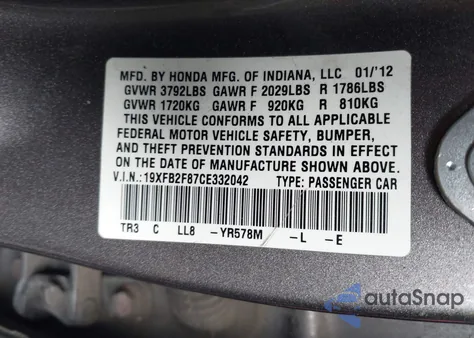 MFD. BY HONDA MFG. OF INDIANA, LLC 01/'12
GVWR 3792LBS GAWR F 2029LBS R 1786LBS
GVWR 1720KG GAWR F 920KG R 810KG
THIS VEHICLE CONFORMS TO ALL APPLICABLE
FEDERAL MOTOR VEHICLE SAFETY, BUMPER,
AND THEFT PREVENTION STANDARDS IN EFFECT
ON THE DATE OF MANUFACTURE SHOWN ABOVE.
V.I.N.: 19XFB2F87CE332042 TYPE: PASSENGER CAR
TR3 C LL8 -YR578M -L -E
autoSnap